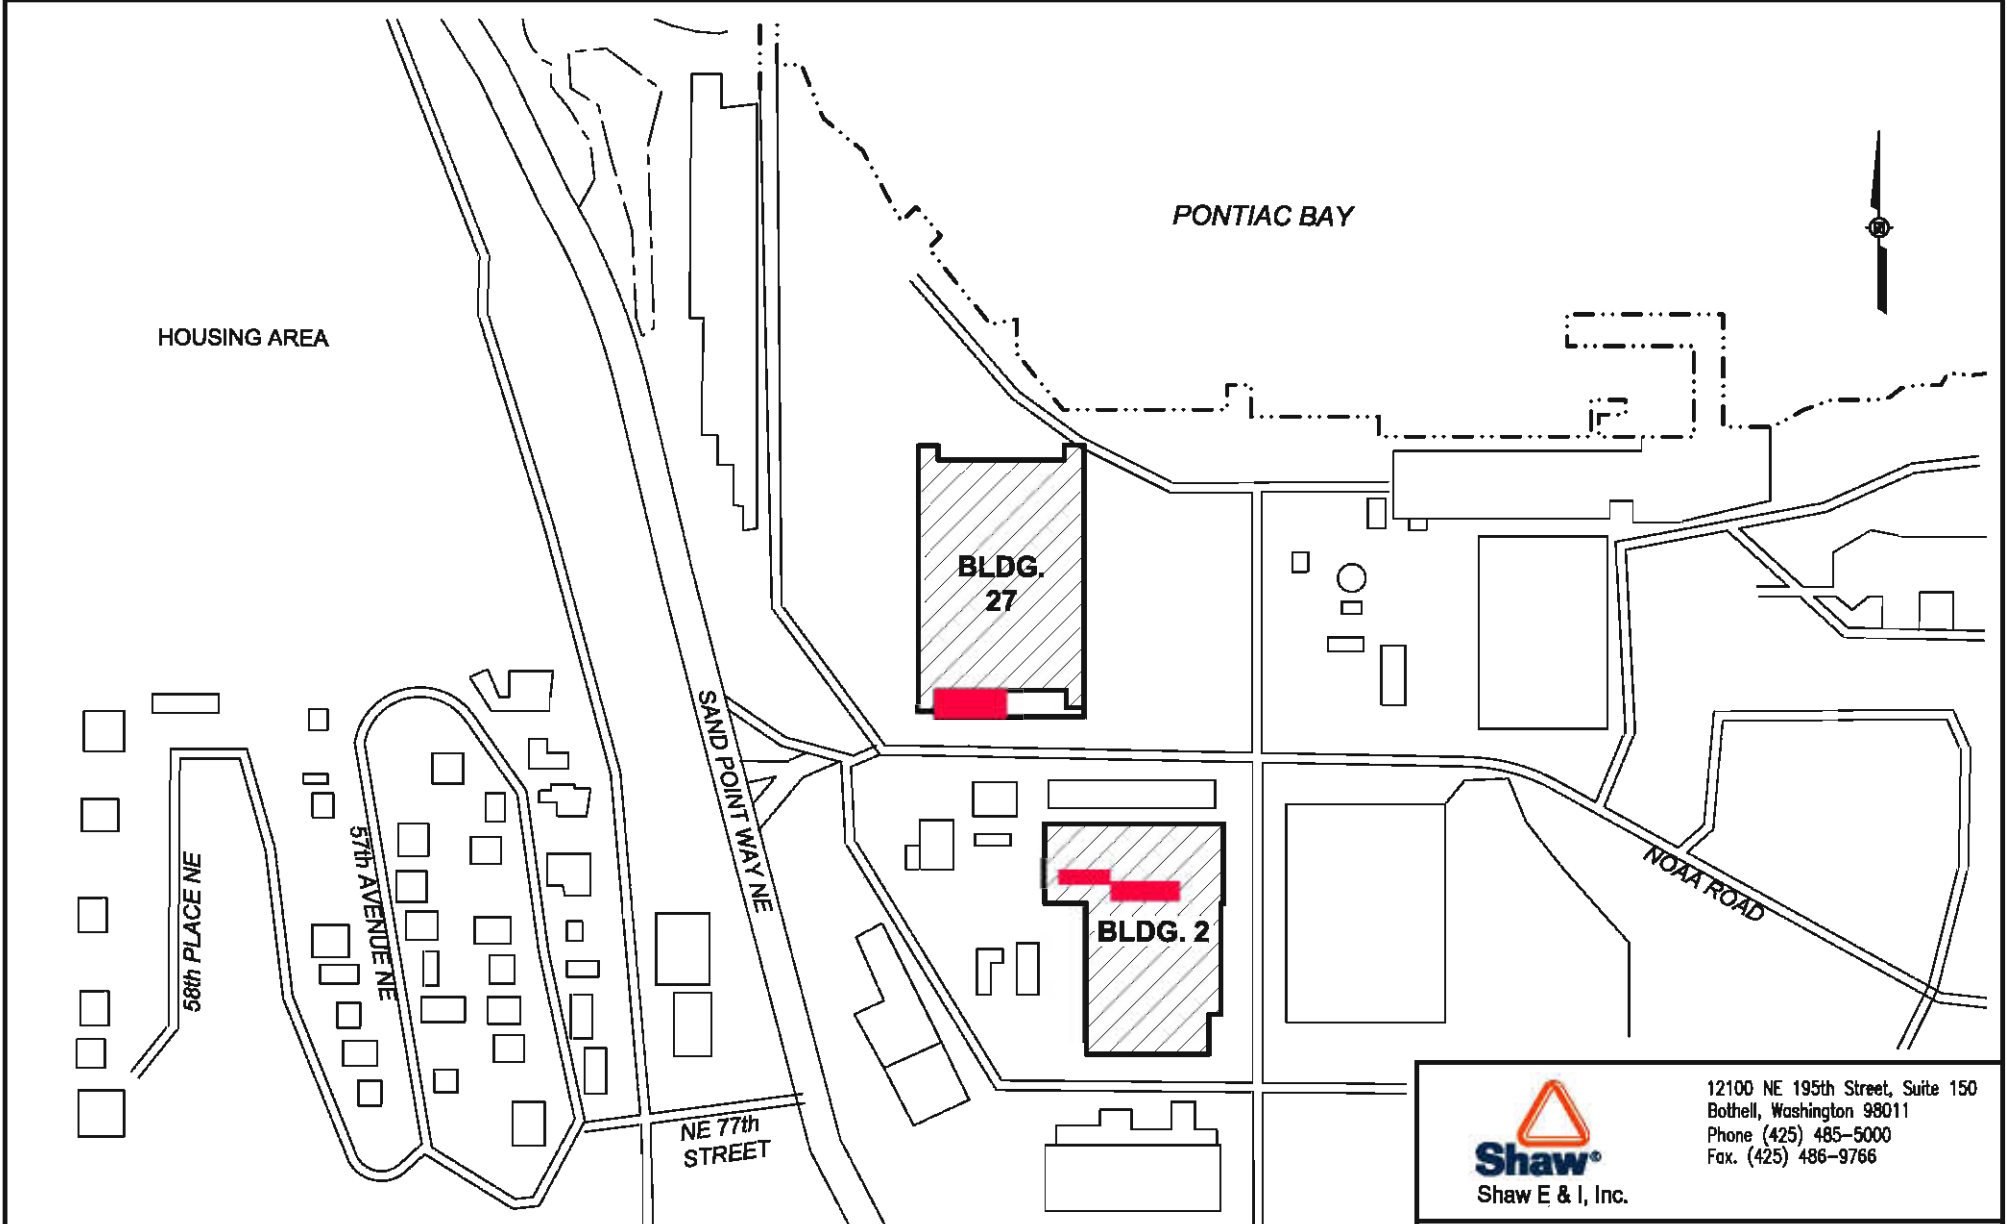 PONTIAC BAY
HOUSING AREA
BLDG.
27
SAND POINT WAY NE
57th AVENUE NE
58th PLACE NE
NOAA ROAD
BLDG. 2
NE 77th
STREET
12100 NE 195th Street, Suite 150
Bothell, Washington 98011
Phone (425) 485-5000
Fax. (425) 486-9766
Shaw®
Shaw E & I, Inc.